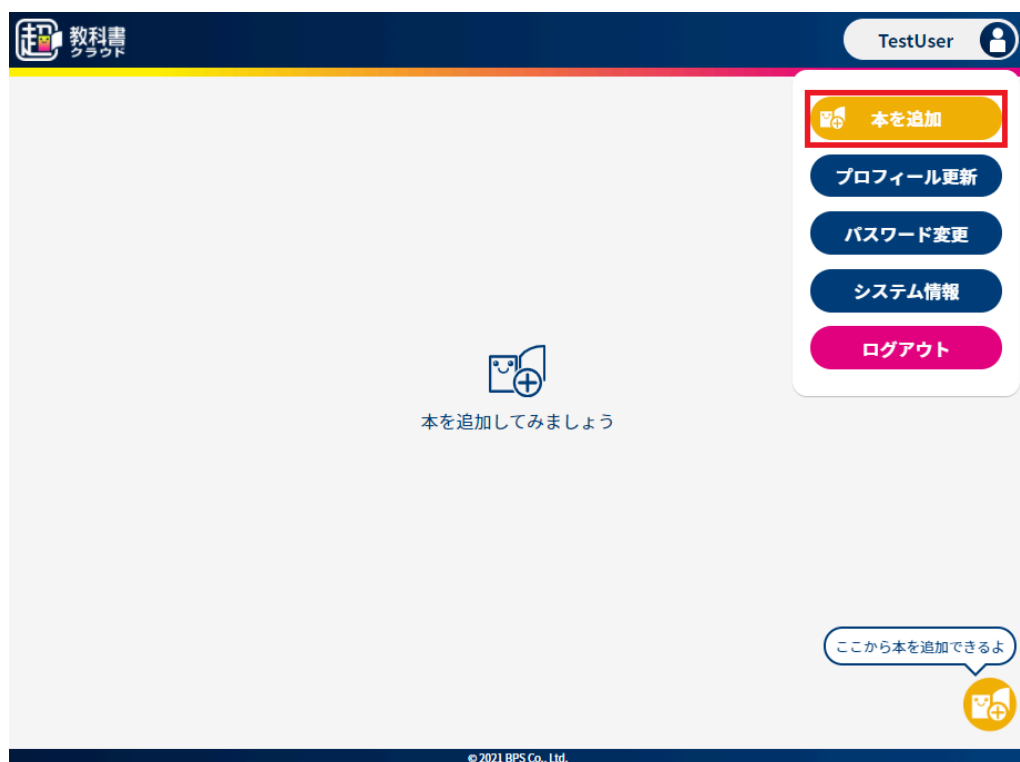 超 教科書
クラウド
TestUser
本を追加
プロフィール更新
パスワード変更
システム情報
ログアウト
本を追加してみましょう
ここから本を追加できるよ
© 2021 BPS Co., Ltd.